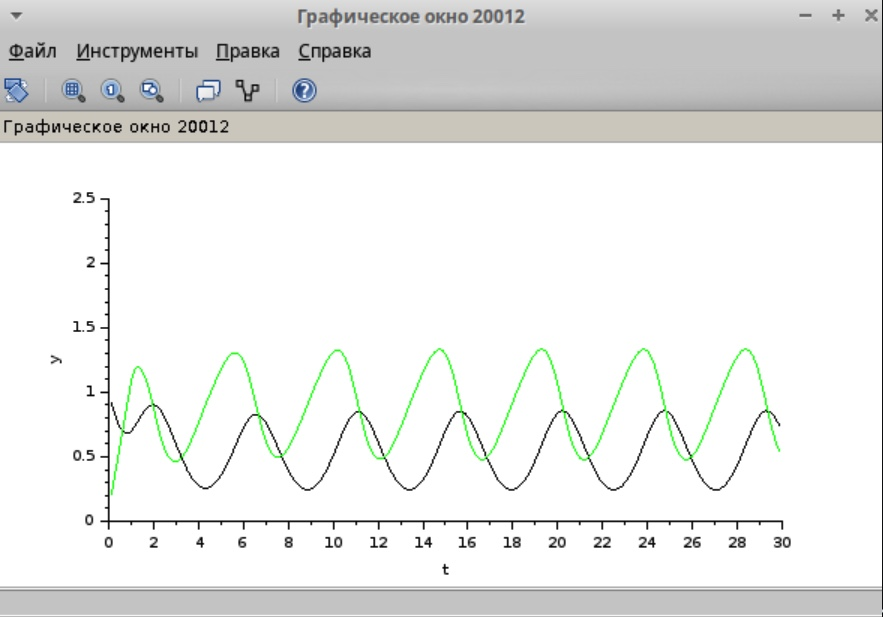 Графическое окно 20012
Файл Инструменты Правка Справка
Графическое окно 20012
2.5
2
1.5
y
1
0.5
0
0 2 4 6 8 10 12 14 16 18 20 22 24 26 28 30
t